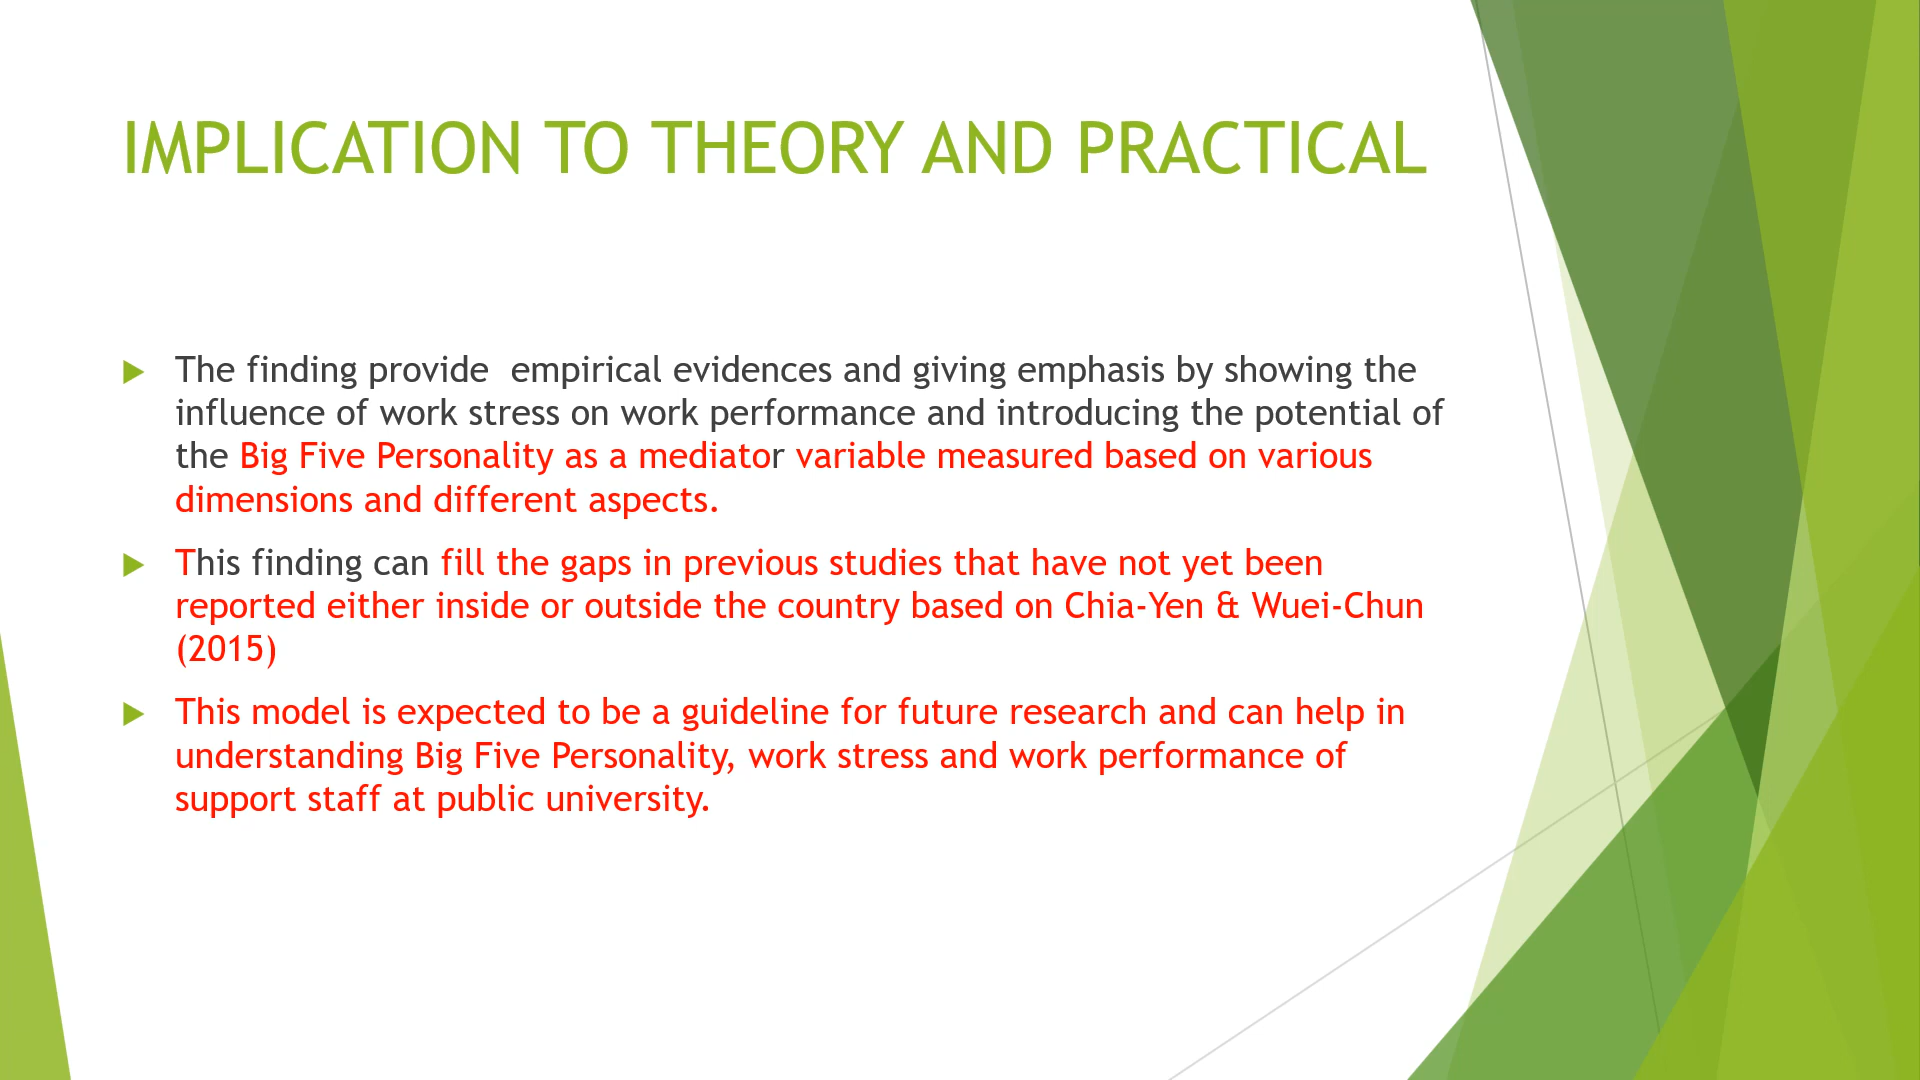 IMPLICATION TO THEORY AND PRACTICAL
The finding provide  empirical evidences and giving emphasis by showing the
influence of work stress on work performance and introducing the potential of
the Big Five Personality as a mediator variable measured based on various
dimensions and different aspects.
This finding can fill the gaps in previous studies that have not yet been
reported either inside or outside the country based on Chia-Yen & Wuei-Chun
(2015)
This model is expected to be a guideline for future research and can help in
understanding Big Five Personality, work stress and work performance of
support staff at public university.